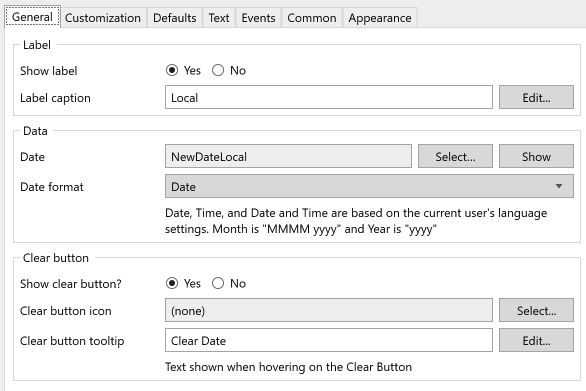 General Customization Defaults Text Events Common Appearance
Label
Show label Yes No
Label caption Local Edit...
Data
Date NewDateLocal Select... Show
Date format Date
Date, Time, and Date and Time are based on the current user's language
settings. Month is "MMMM yyyy" and Year is "yyyy"
Clear button
Show clear button? Yes No
Clear button icon (none) Select...
Clear button tooltip Clear Date Edit...
Text shown when hovering on the Clear Button